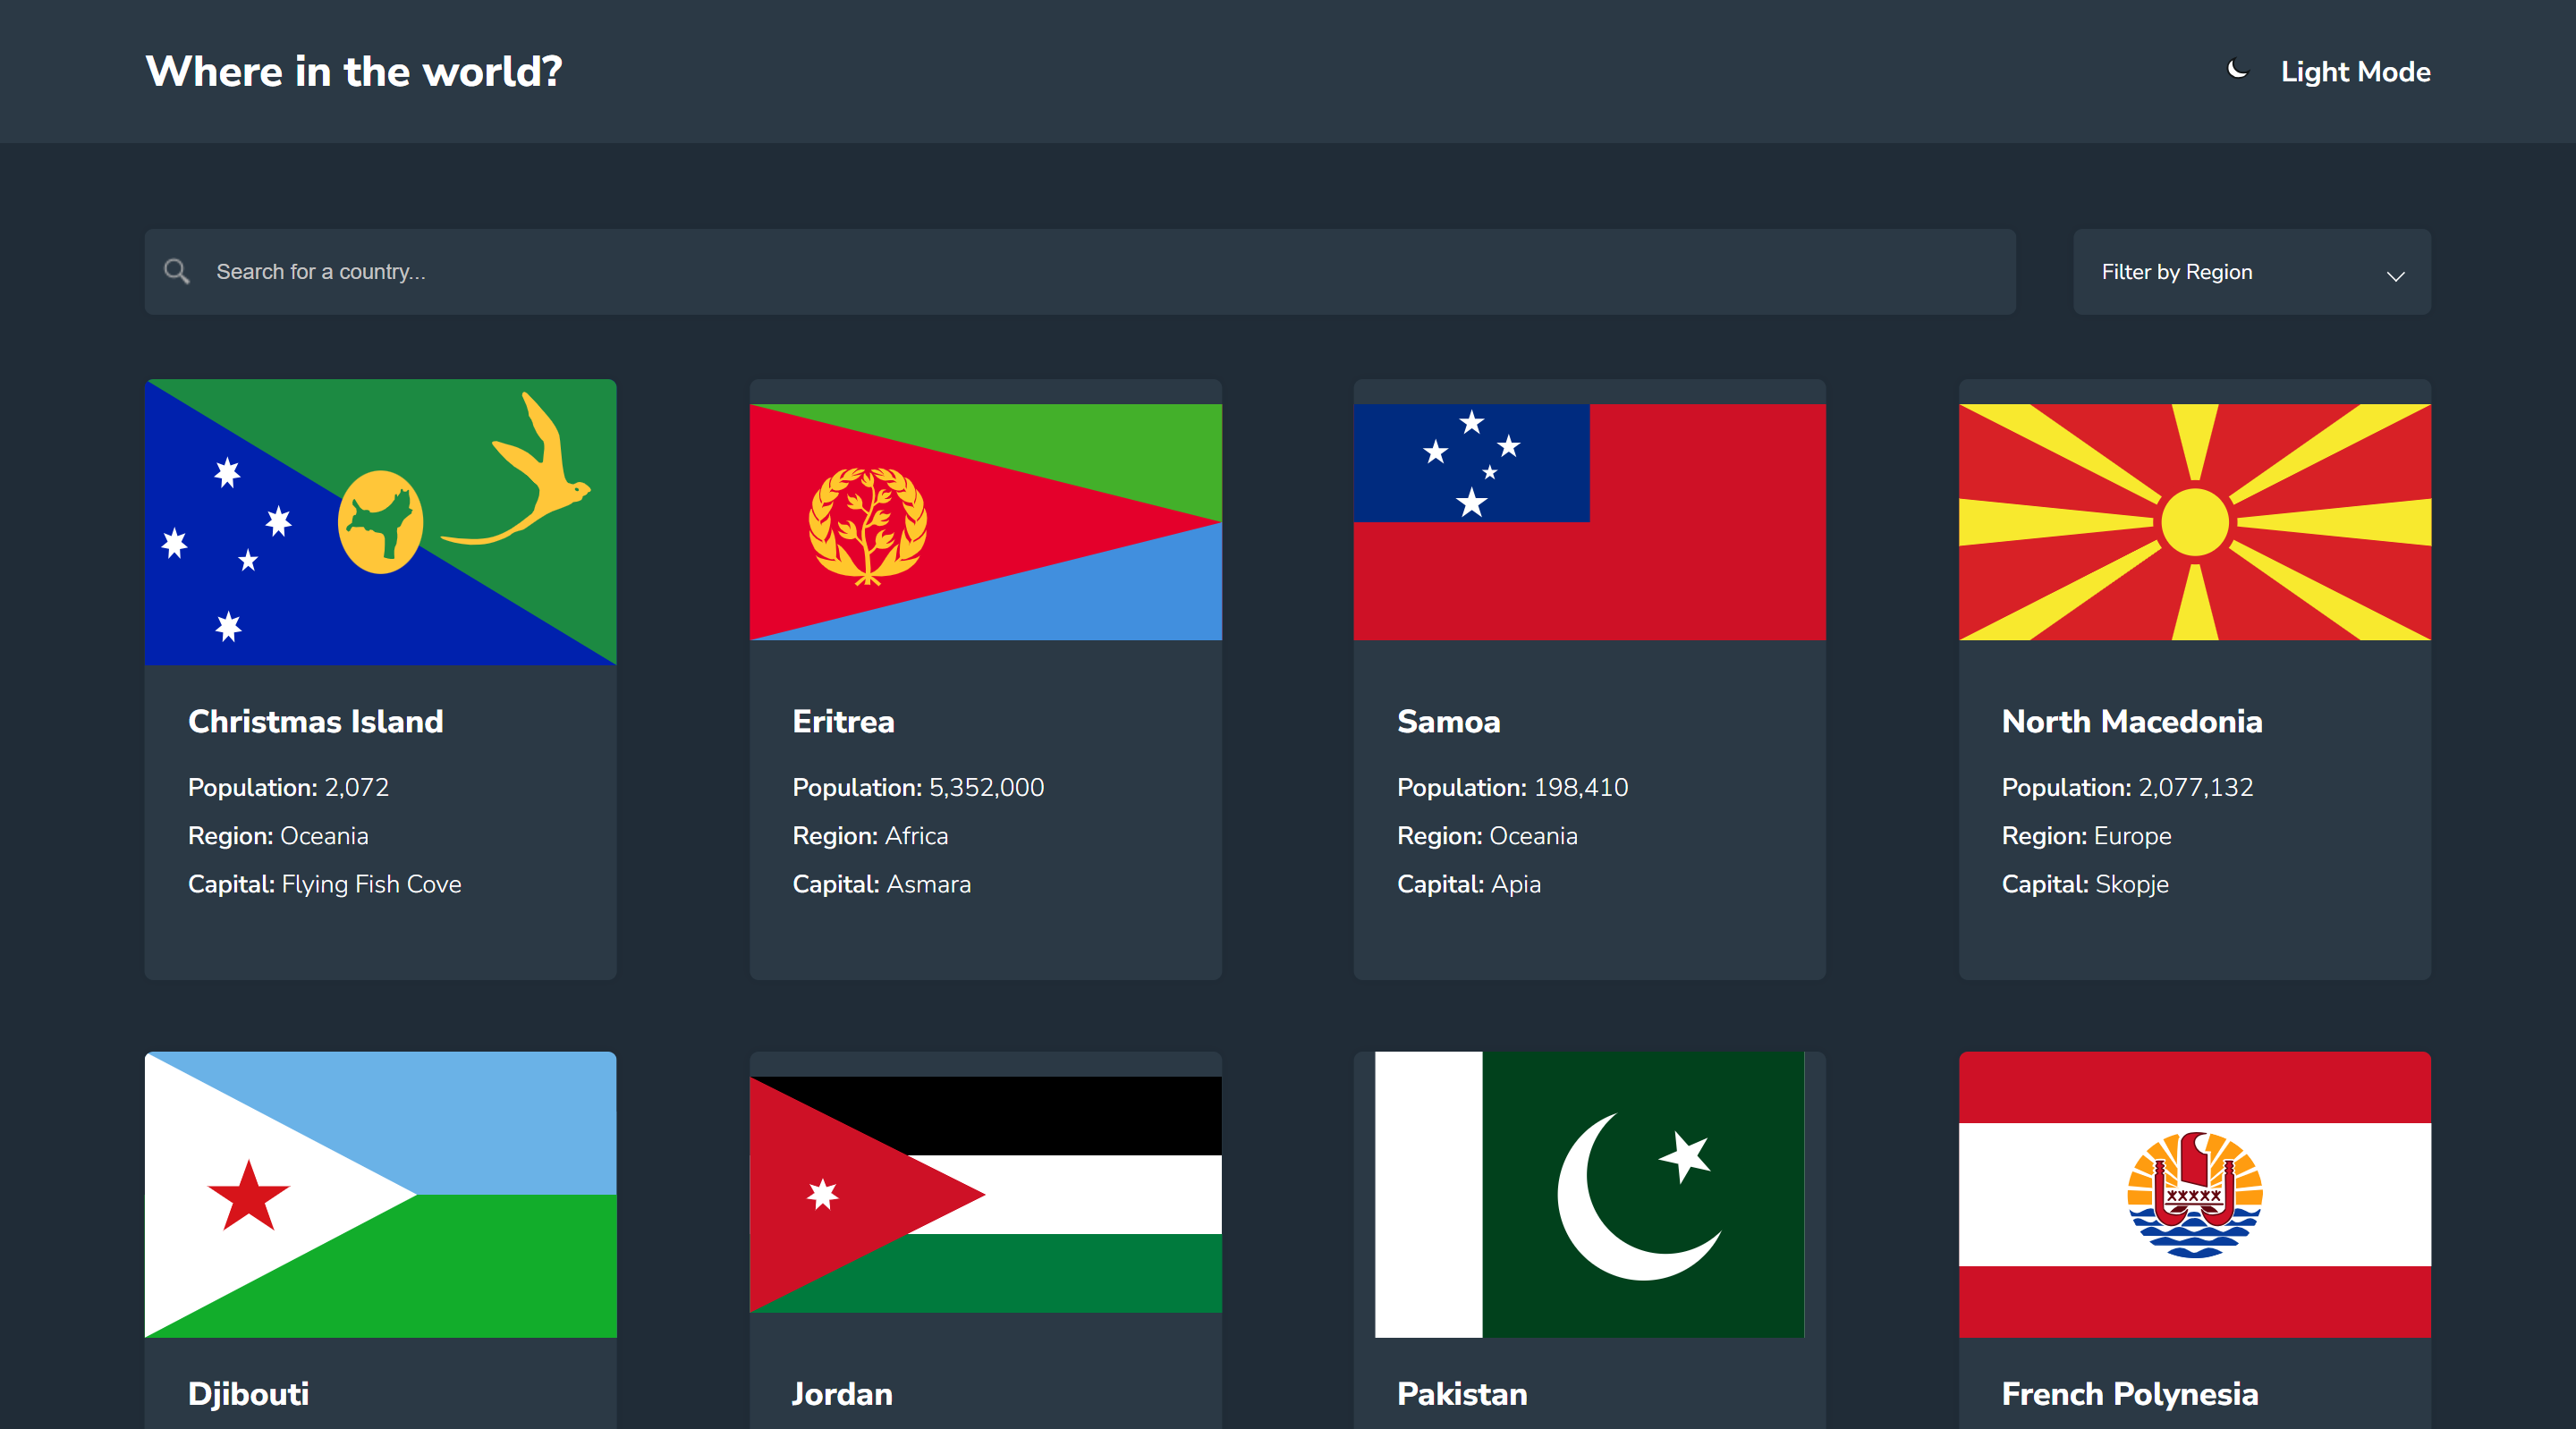 Where in the world?
Light Mode
Search for a country...
Filter by Region
Christmas Island
Population: 2,072
Region: Oceania
Capital: Flying Fish Cove
Eritrea
Population: 5,352,000
Region: Africa
Capital: Asmara
Samoa
Population: 198,410
Region: Oceania
Capital: Apia
North Macedonia
Population: 2,077,132
Region: Europe
Capital: Skopje
Djibouti
Jordan
Pakistan
French Polynesia